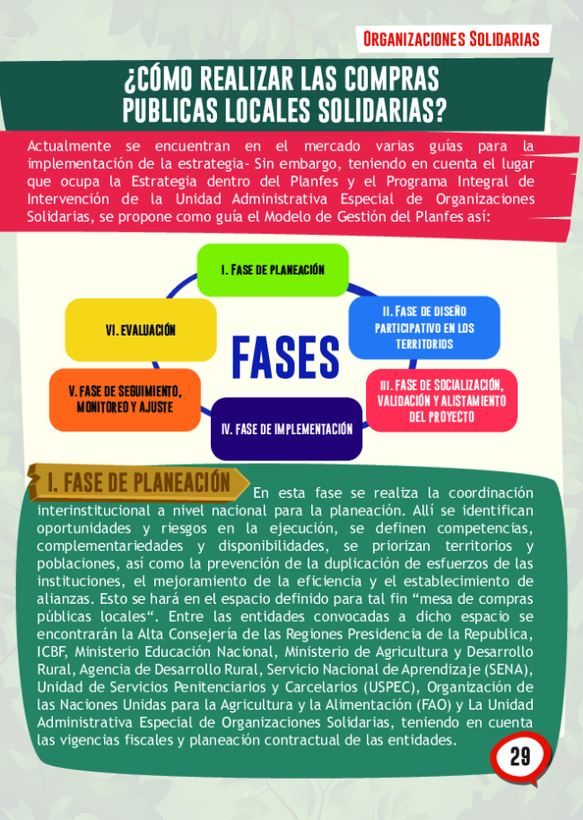 ORGANIZACIONES SOLIDARIAS
¿CÓMO REALIZAR LAS COMPRAS
PUBLICAS LOCALES SOLIDARIAS?
Actualmente se encuentran en el mercado varias guías para la
implementación de la estrategia- Sin embargo, teniendo en cuenta el lugar
que ocupa la Estrategia dentro del Planfes y el Programa Integral de
Intervención de la Unidad Administrativa Especial de Organizaciones
Solidarias, se propone como guía el Modelo de Gestión del Planfes así:
I. FASE DE PLANEACIÓN
II. FASE DE DISEÑO
PARTICIPATIVO EN LOS
TERRITORIOS
VI. EVALUACIÓN
FASES
III. FASE DE SOCIALIZACIÓN,
VALIDACIÓN Y ALISTAMIENTO
DEL PROYECTO
V. FASE DE SEGUIMIENTO,
MONITOREO Y AJUSTE
IV. FASE DE IMPLEMENTACIÓN
I. FASE DE PLANEACIÓN
En esta fase se realiza la coordinación
interinstitucional a nivel nacional para la planeación. Allí se identifican
oportunidades y riesgos en la ejecución, se definen competencias,
complementariedades y disponibilidades, se priorizan territorios y
poblaciones, así como la prevención de la duplicación de esfuerzos de las
instituciones, el mejoramiento de la eficiencia y el establecimiento de
alianzas. Esto se hará en el espacio definido para tal fin “mesa de compras
públicas locales“. Entre las entidades convocadas a dicho espacio se
encontrarán la Alta Consejería de las Regiones Presidencia de la Republica,
ICBF, Ministerio Educación Nacional, Ministerio de Agricultura y Desarrollo
Rural, Agencia de Desarrollo Rural, Servicio Nacional de Aprendizaje (SENA),
Unidad de Servicios Penitenciarios y Carcelarios (USPEC), Organización de
las Naciones Unidas para la Agricultura y la Alimentación (FAO) y La Unidad
Administrativa Especial de Organizaciones Solidarias, teniendo en cuenta
las vigencias fiscales y planeación contractual de las entidades.
29